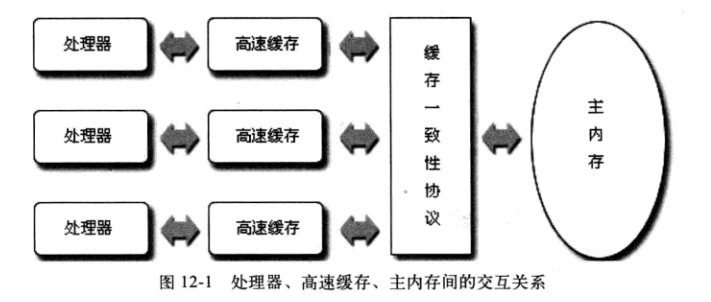 处理器
高速缓存
处理器
高速缓存
处理器
高速缓存
缓存一致性协议
主内存
图 12-1 处理器、高速缓存、主内存间的交互关系